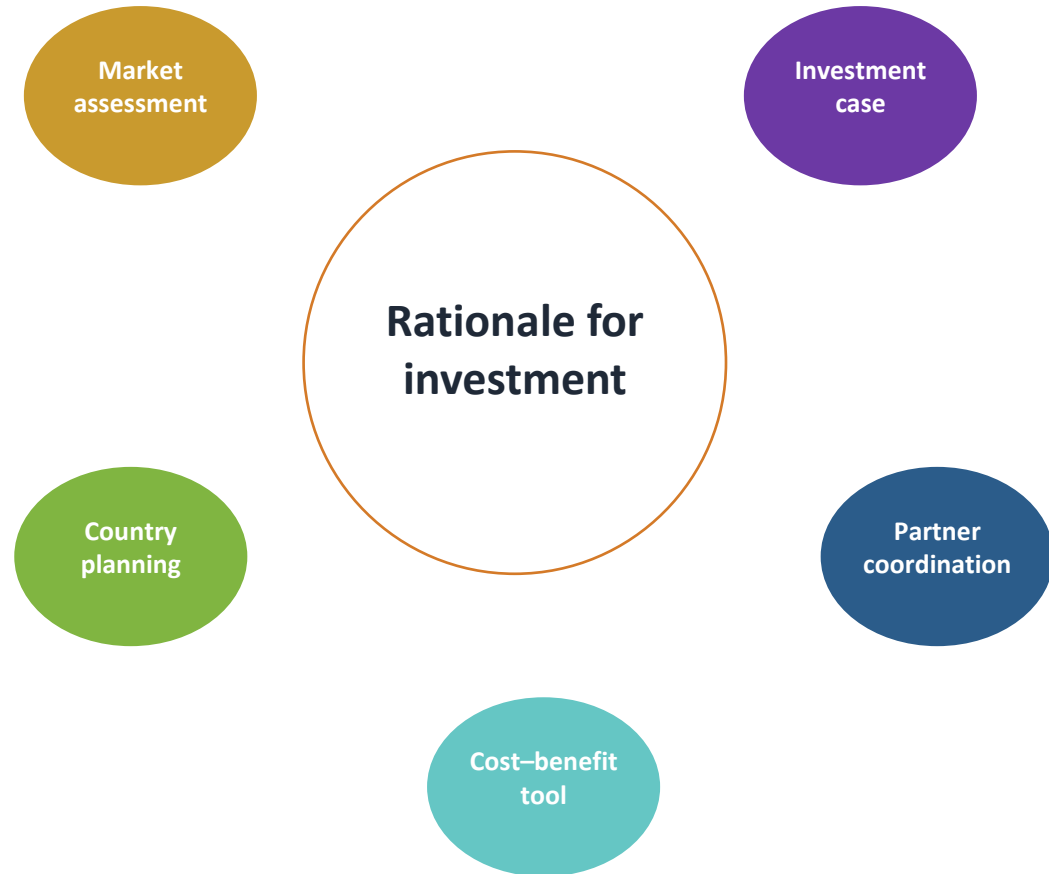 Market
assessment
Investment
case
Rationale for
investment
Country
planning
Partner
coordination
Cost–benefit
tool